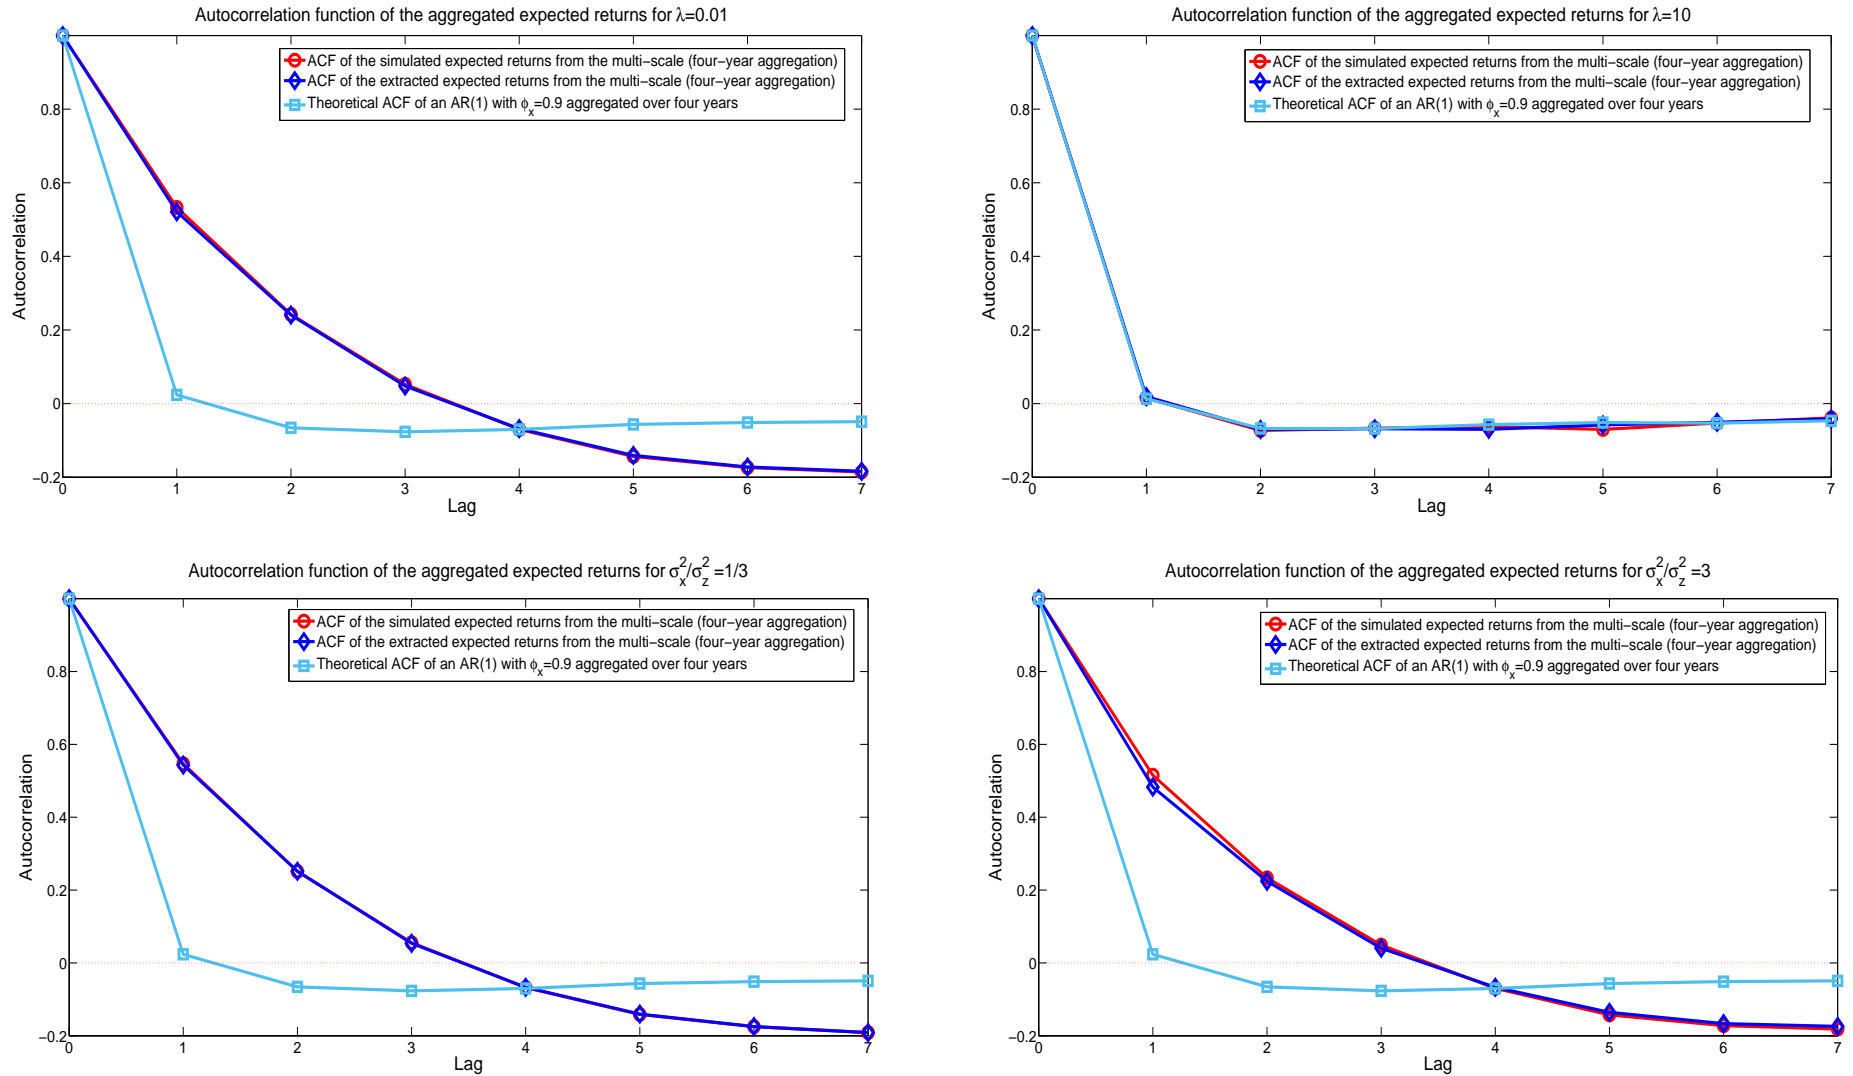 Autocorrelation function of the aggregated expected returns for λ=0.01
ACF of the simulated expected returns from the multi−scale (four−year aggregation)
ACF of the extracted expected returns from the multi−scale (four−year aggregation)
Theoretical ACF of an AR(1) with ϕx=0.9 aggregated over four years
Autocorrelation
0.8
0.6
0.4
0.2
0
−0.2
0 1 2 3 4 5 6 7
Lag
Autocorrelation function of the aggregated expected returns for λ=10
ACF of the simulated expected returns from the multi−scale (four−year aggregation)
ACF of the extracted expected returns from the multi−scale (four−year aggregation)
Theoretical ACF of an AR(1) with ϕx=0.9 aggregated over four years
Autocorrelation
0.8
0.6
0.4
0.2
0
−0.2
0 1 2 3 4 5 6 7
Lag
Autocorrelation function of the aggregated expected returns for σx²/σz² =1/3
ACF of the simulated expected returns from the multi−scale (four−year aggregation)
ACF of the extracted expected returns from the multi−scale (four−year aggregation)
Theoretical ACF of an AR(1) with ϕx=0.9 aggregated over four years
Autocorrelation
0.8
0.6
0.4
0.2
0
−0.2
0 1 2 3 4 5 6 7
Lag
Autocorrelation function of the aggregated expected returns for σx²/σz² =3
ACF of the simulated expected returns from the multi−scale (four−year aggregation)
ACF of the extracted expected returns from the multi−scale (four−year aggregation)
Theoretical ACF of an AR(1) with ϕx=0.9 aggregated over four years
Autocorrelation
0.8
0.6
0.4
0.2
0
−0.2
0 1 2 3 4 5 6 7
Lag